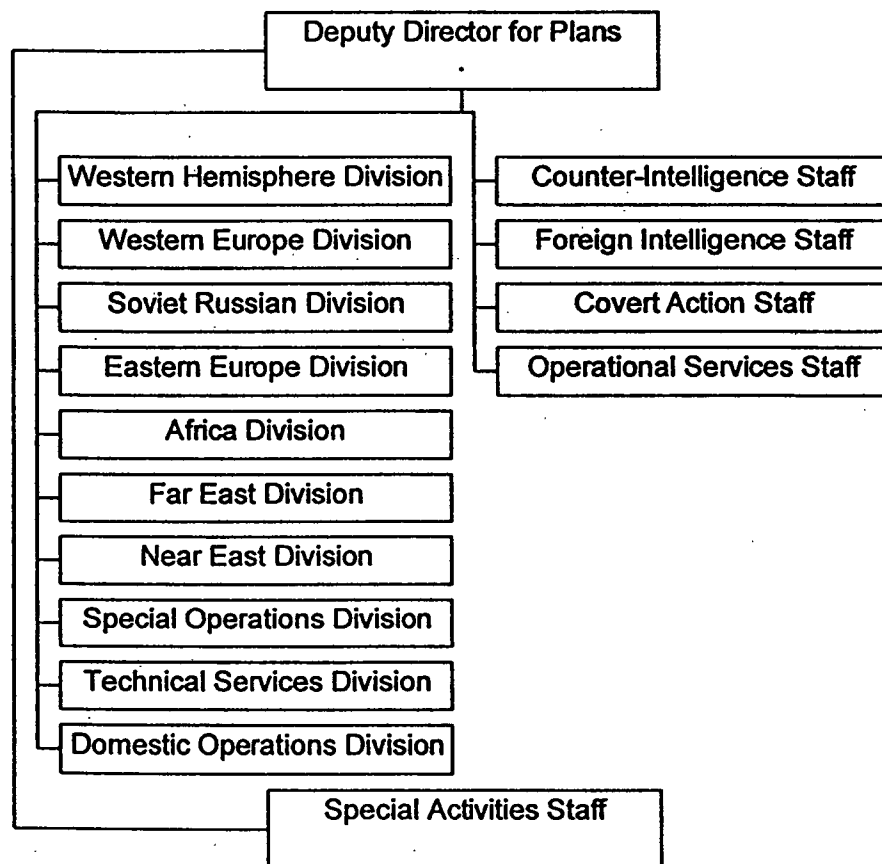 Deputy Director for Plans
Western Hemisphere Division
Western Europe Division
Soviet Russian Division
Eastern Europe Division
Africa Division
Far East Division
Near East Division
Special Operations Division
Technical Services Division
Domestic Operations Division
Counter-Intelligence Staff
Foreign Intelligence Staff
Covert Action Staff
Operational Services Staff
Special Activities Staff